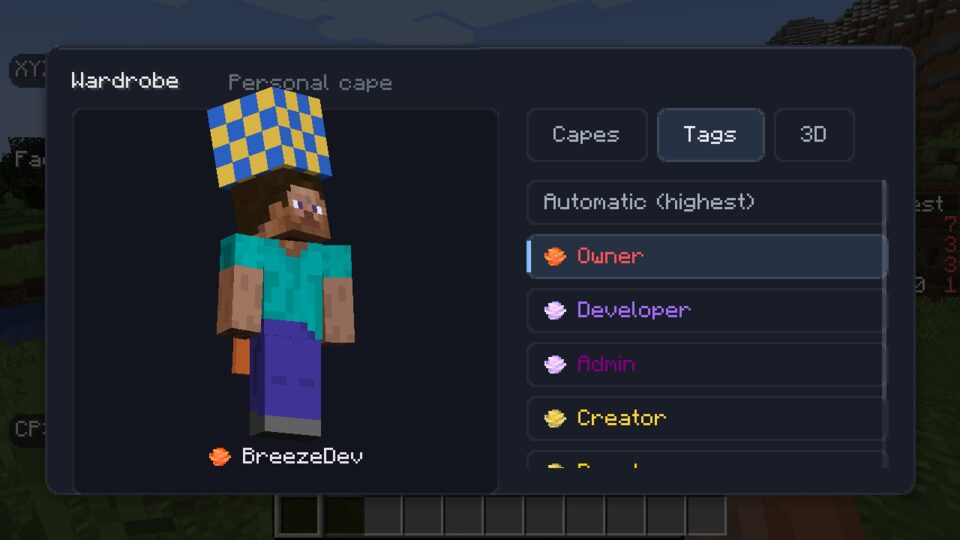 Wardrobe
Personal cape
Capes
Tags
3D
Automatic (highest)
Owner
Developer
Admin
Creator
BreezeDev